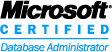 Microsoft®
CERTIFIED
Database Administrator